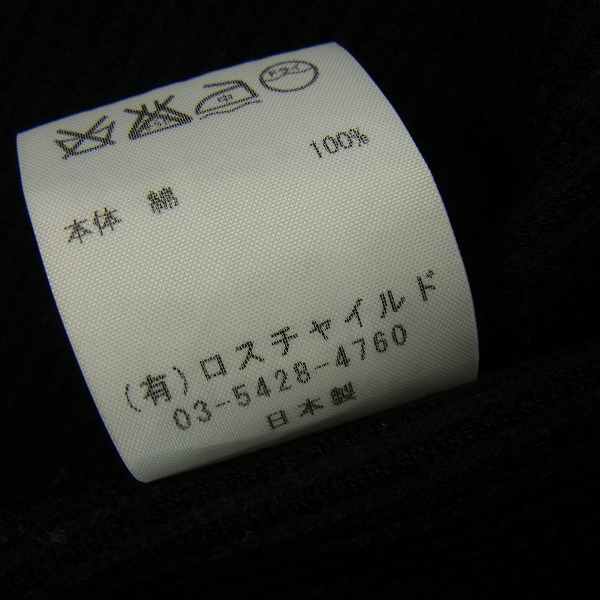 中 ドライ
本体 綿 100%
(有)ロスチャイルド
03-5428-4760
日本製